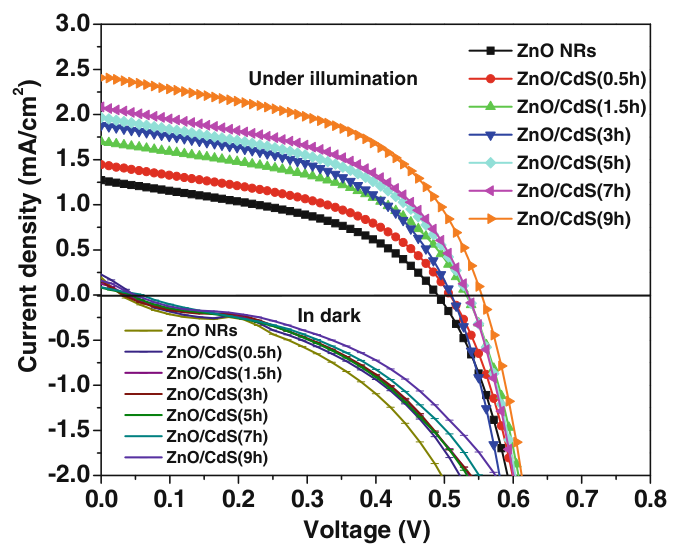 3.0
2.5
2.0
1.5
1.0
0.5
0.0
-0.5
-1.0
-1.5
-2.0
Current density (mA/cm²)
Under illumination
ZnO NRs
ZnO/CdS(0.5h)
ZnO/CdS(1.5h)
ZnO/CdS(3h)
ZnO/CdS(5h)
ZnO/CdS(7h)
ZnO/CdS(9h)
In dark
ZnO NRs
ZnO/CdS(0.5h)
ZnO/CdS(1.5h)
ZnO/CdS(3h)
ZnO/CdS(5h)
ZnO/CdS(7h)
ZnO/CdS(9h)
0.0 0.1 0.2 0.3 0.4 0.5 0.6 0.7 0.8
Voltage (V)